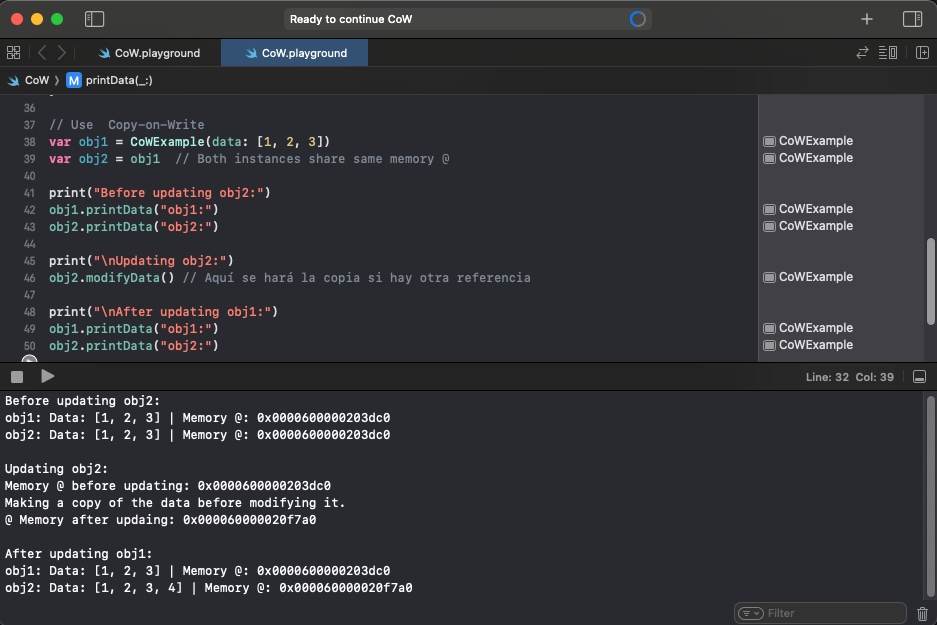 Ready to continue CoW
CoW.playground
CoW.playground
CoW
M printData(_:)
36
37 // Use  Copy-on-Write
38 var obj1 = CoWExample(data: [1, 2, 3])
CoWExample
39 var obj2 = obj1  // Both instances share same memory @
CoWExample
40
41 print("Before updating obj2:")
42 obj1.printData("obj1:")
CoWExample
43 obj2.printData("obj2:")
CoWExample
44
45 print("\nUpdating obj2:")
46 obj2.modifyData() // Aquí se hará la copia si hay otra referencia
CoWExample
47
48 print("\nAfter updating obj1:")
49 obj1.printData("obj1:")
CoWExample
50 obj2.printData("obj2:")
CoWExample
Line: 32  Col: 39
Before updating obj2:
obj1: Data: [1, 2, 3] | Memory @: 0x0000600000203dc0
obj2: Data: [1, 2, 3] | Memory @: 0x0000600000203dc0
Updating obj2:
Memory @ before updating: 0x0000600000203dc0
Making a copy of the data before modifying it.
@ Memory after updaing: 0x000060000020f7a0
After updating obj1:
obj1: Data: [1, 2, 3] | Memory @: 0x0000600000203dc0
obj2: Data: [1, 2, 3, 4] | Memory @: 0x000060000020f7a0
Filter